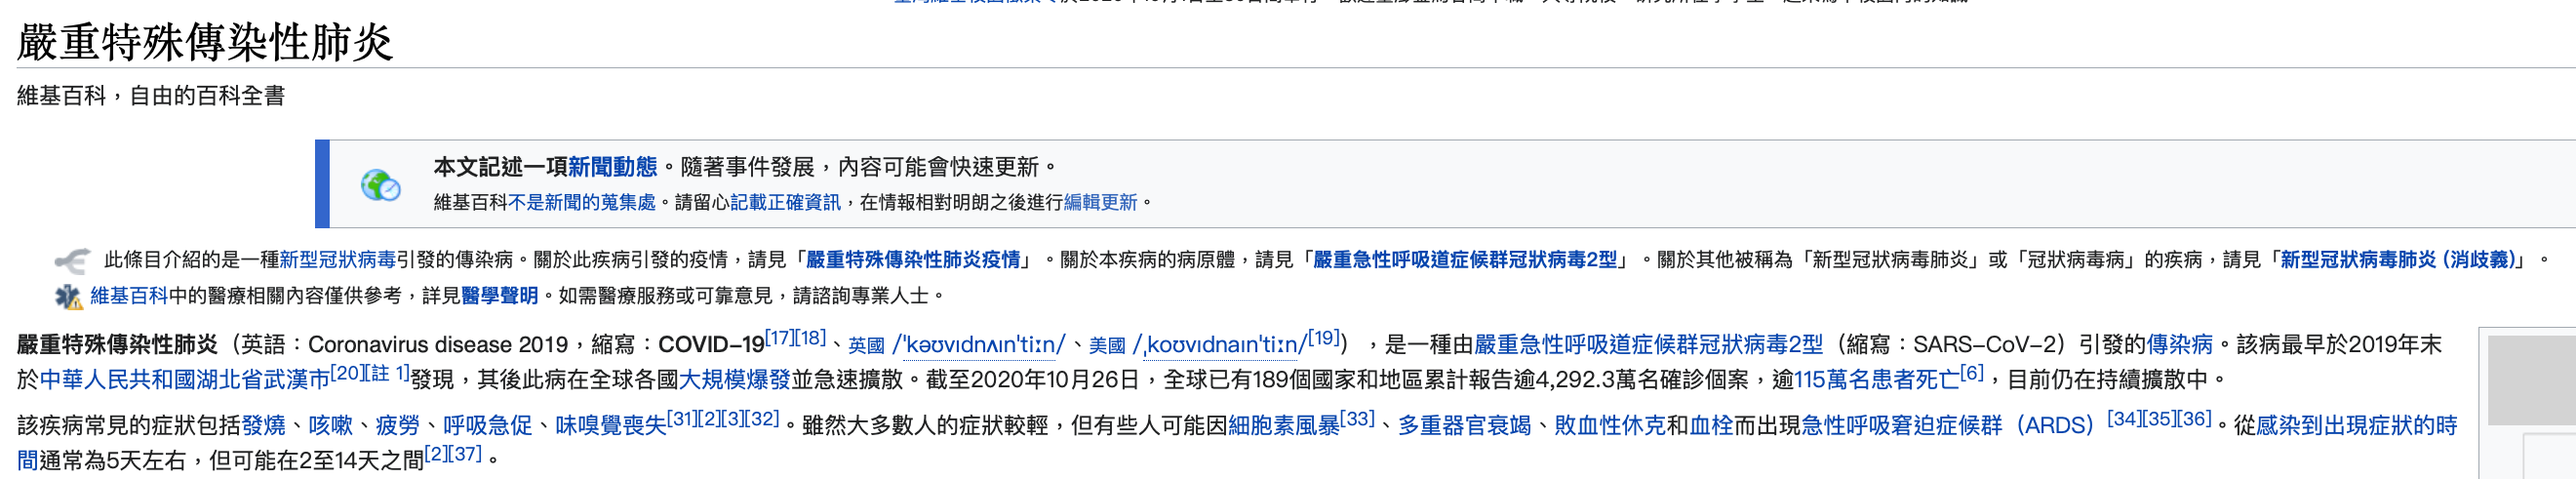 嚴重特殊傳染性肺炎
維基百科，自由的百科全書
本文記述一項新聞動態。隨著事件發展，內容可能會快速更新。
維基百科不是新聞的蒐集處。請留心記載正確資訊，在情報相對明朗之後進行編輯更新。
此條目介紹的是一種新型冠狀病毒引發的傳染病。關於此疾病引發的疫情，請見「嚴重特殊傳染性肺炎疫情」。關於本疾病的病原體，請見「嚴重急性呼吸道症候群冠狀病毒2型」。關於其他被稱為「新型冠狀病毒肺炎」或「冠狀病毒病」的疾病，請見「新型冠狀病毒肺炎 (消歧義)」。
維基百科中的醫療相關內容僅供參考，詳見醫學聲明。如需醫療服務或可靠意見，請諮詢專業人士。
嚴重特殊傳染性肺炎（英語：Coronavirus disease 2019，縮寫：COVID–19[17][18]、英國 /ˈkəʊvɪdnʌɪnˈtiːn/、美國 /ˌkoʊvɪdnaɪnˈtiːn/[19]），是一種由嚴重急性呼吸道症候群冠狀病毒2型（縮寫：SARS–CoV–2）引發的傳染病。該病最早於2019年末
於中華人民共和國湖北省武漢市[20][註 1]發現，其後此病在全球各國大規模爆發並急速擴散。截至2020年10月26日，全球已有189個國家和地區累計報告逾4,292.3萬名確診個案，逾115萬名患者死亡[6]，目前仍在持續擴散中。
該疾病常見的症狀包括發燒、咳嗽、疲勞、呼吸急促、味嗅覺喪失[31][2][3][32]。雖然大多數人的症狀較輕，但有些人可能因細胞素風暴[33]、多重器官衰竭、敗血性休克和血栓而出現急性呼吸窘迫症候群（ARDS）[34][35][36]。從感染到出現症狀的時
間通常為5天左右，但可能在2至14天之間[2][37]。